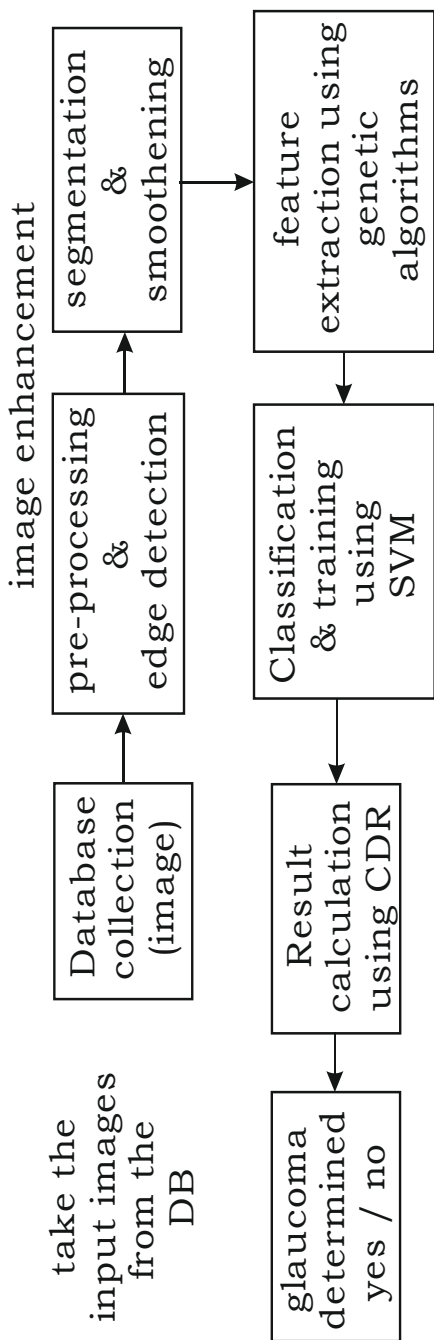 image enhancement
take the
input images
from the
DB
Database
collection
(image)
pre-processing
&
edge detection
segmentation
&
smoothening
feature
extraction using
genetic
algorithms
Classification
& training
using
SVM
Result
calculation
using CDR
glaucoma
determined
yes / no